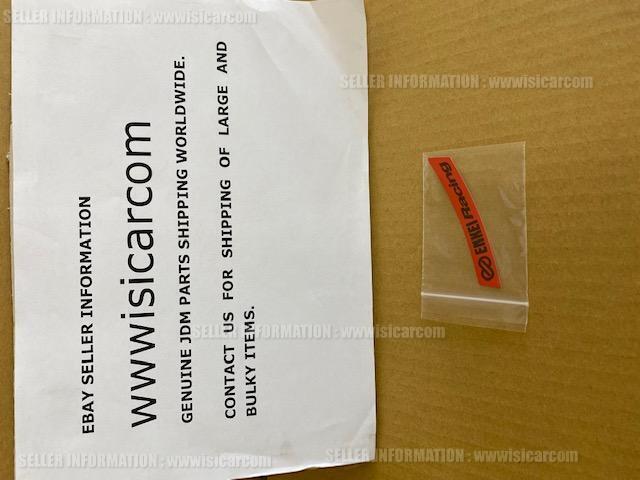 SELLER INFORMATION : wwwisicarcom
SELLER INFORMATION : wwwisicarcom
EBAY SELLER INFORMATION
wwwisicarcom
GENUINE JDM PARTS SHIPPING WORLDWIDE.
CONTACT US FOR SHIPPING OF LARGE AND
BULKY ITEMS.
ENKEI Racing
SELLER INFORMATION : wwwisicarcom
SELLER INFORMATION : wwwisicarcom
SELLER INFORMATION : wwwisicarcom